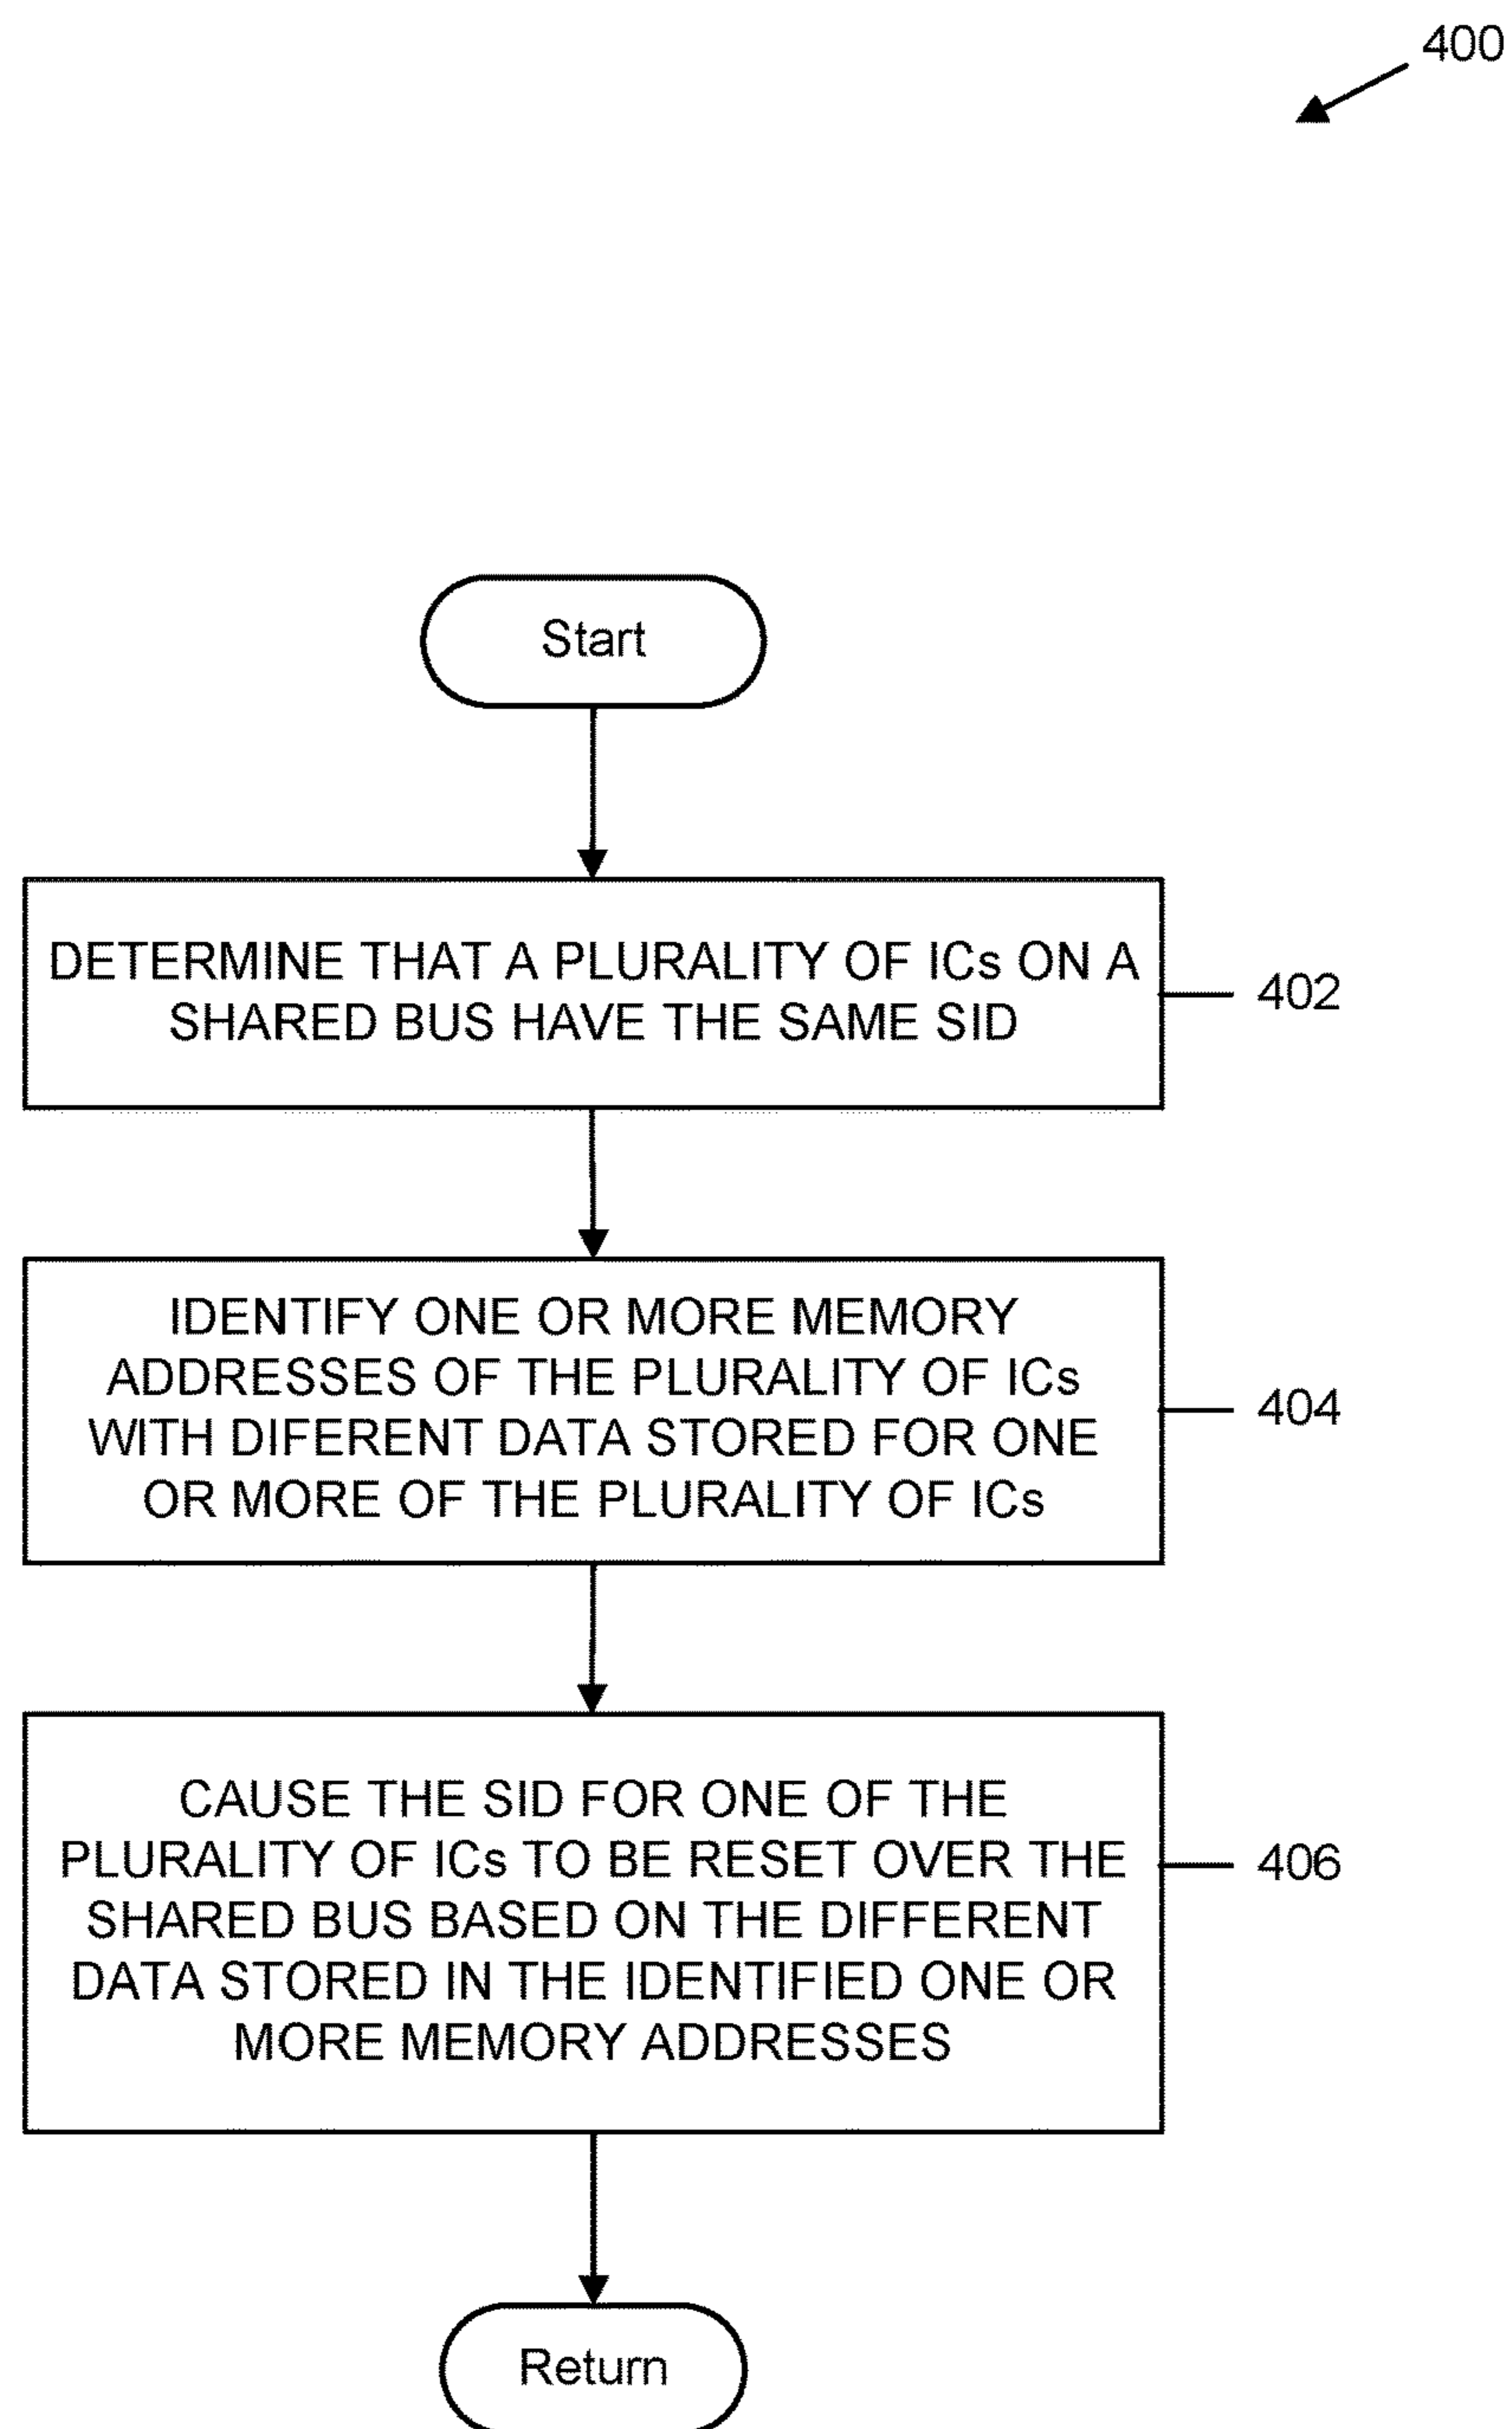 400
Start
DETERMINE THAT A PLURALITY OF ICs ON A
SHARED BUS HAVE THE SAME SID
402
IDENTIFY ONE OR MORE MEMORY
ADDRESSES OF THE PLURALITY OF ICs
WITH DIFERENT DATA STORED FOR ONE
OR MORE OF THE PLURALITY OF ICs
404
CAUSE THE SID FOR ONE OF THE
PLURALITY OF ICs TO BE RESET OVER THE
SHARED BUS BASED ON THE DIFFERENT
DATA STORED IN THE IDENTIFIED ONE OR
MORE MEMORY ADDRESSES
406
Return